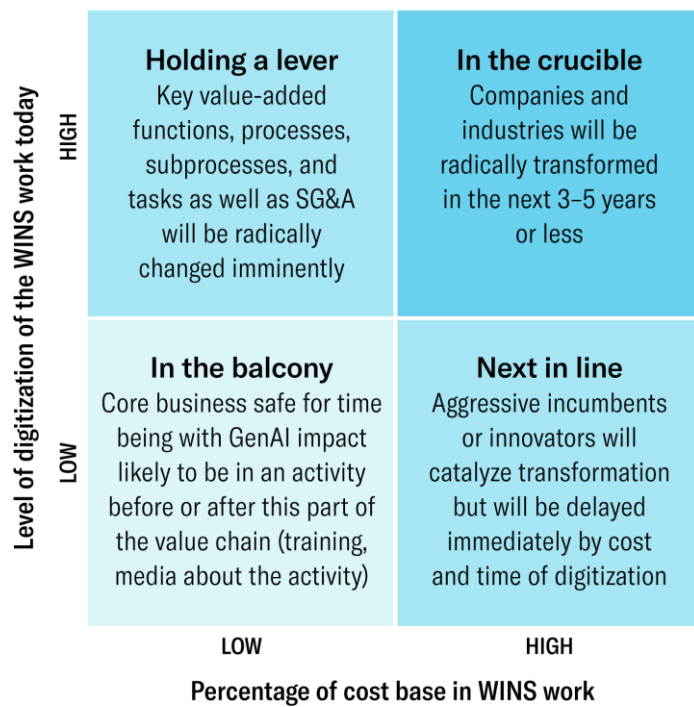 Level of digitization of the WINS work today
HIGH
Holding a lever
Key value-added
functions, processes,
subprocesses, and
tasks as well as SG&A
will be radically
changed imminently
In the crucible
Companies and
industries will be
radically transformed
in the next 3–5 years
or less
LOW
In the balcony
Core business safe for time
being with GenAI impact
likely to be in an activity
before or after this part of
the value chain (training,
media about the activity)
Next in line
Aggressive incumbents
or innovators will
catalyze transformation
but will be delayed
immediately by cost
and time of digitization
LOW
HIGH
Percentage of cost base in WINS work